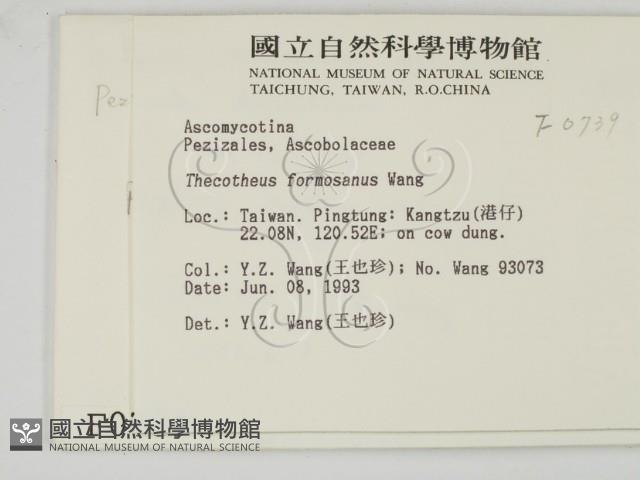 國立自然科學博物館
NATIONAL MUSEUM OF NATURAL SCIENCE
TAICHUNG, TAIWAN, R.O.CHINA
Pez
F0739
Ascomycotina
Pezizales, Ascobolaceae
Thecotheus formosanus Wang
Loc.: Taiwan. Pingtung: Kangtzu(港仔)
22.08N, 120.52E; on cow dung.
Col.: Y.Z. Wang(王也珍); No. Wang 93073
Date: Jun. 08, 1993
Det.: Y.Z. Wang(王也珍)
國立自然科學博物館
NATIONAL MUSEUM OF NATURAL SCIENCE